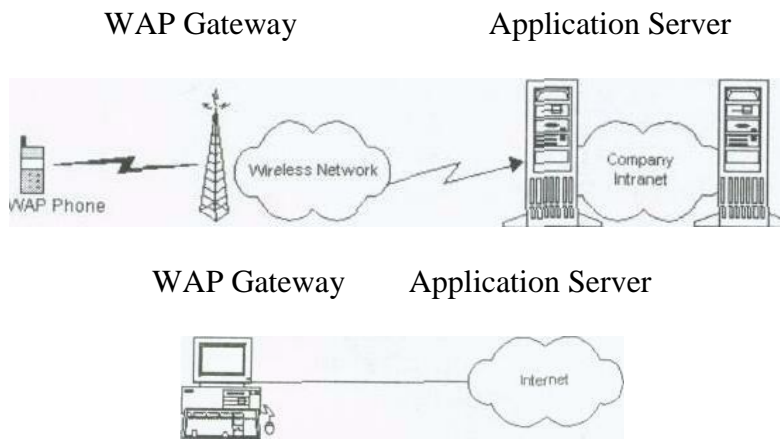 WAP Gateway Application Server
Wireless Network
Company
Intranet
WAP Phone
WAP Gateway Application Server
Internet